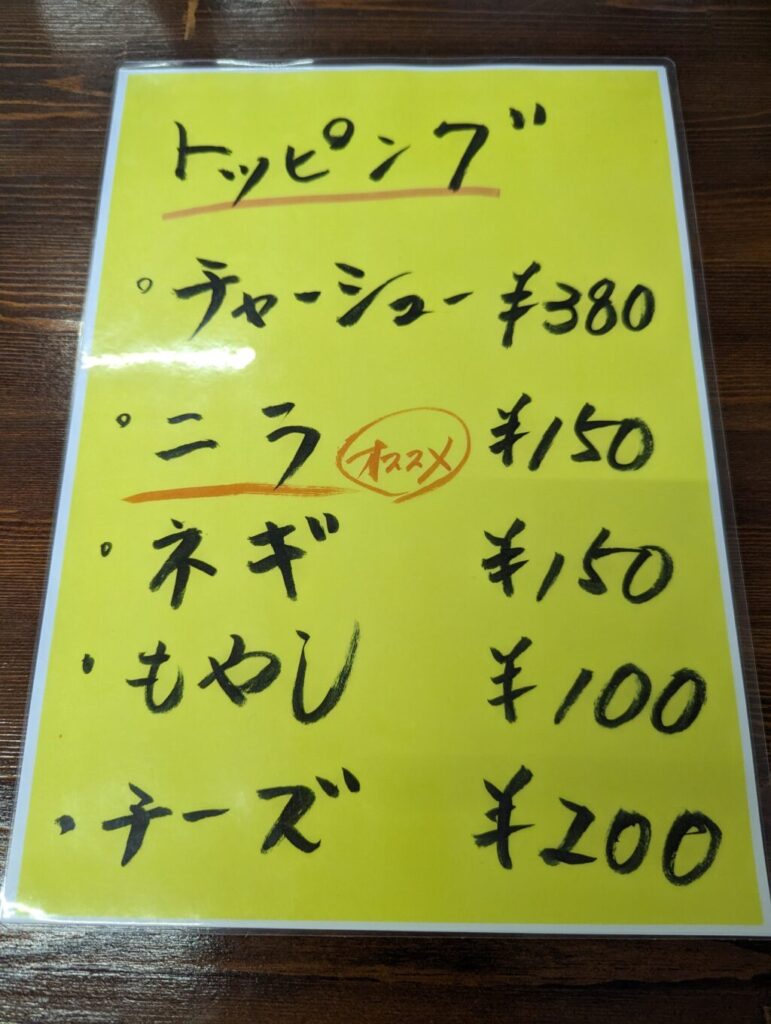 トッピング
・チャーシュー ¥380
・ニラ オススメ ¥150
・ネギ ¥150
・もやし ¥100
・チーズ ¥200